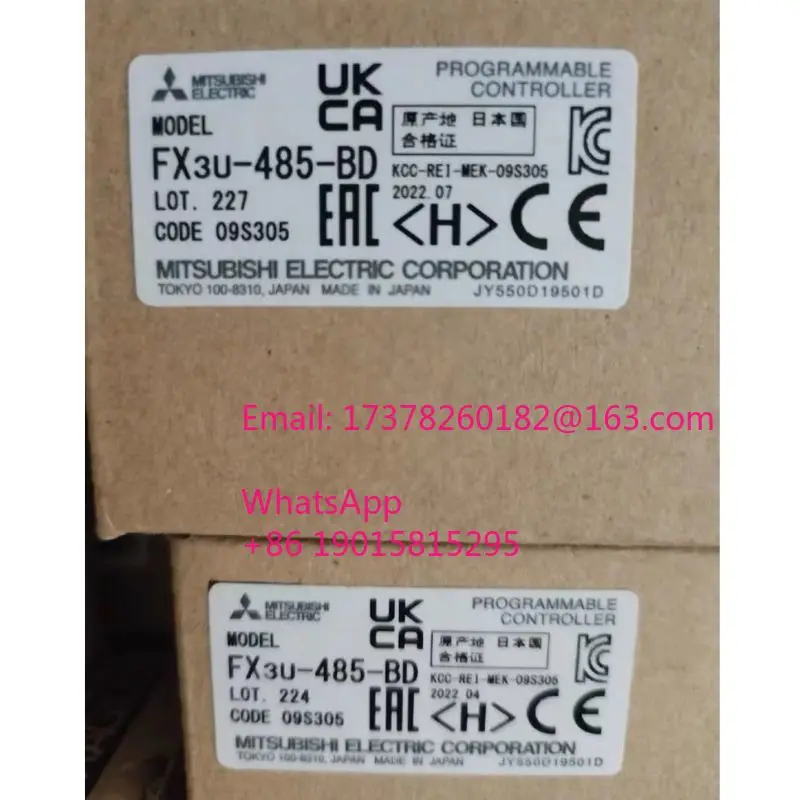 MITSUBISHI
ELECTRIC
UK
CA
PROGRAMMABLE
CONTROLLER
MODEL
FX3U-485-BD
原产地 日本国
合格证
KC
KCC-REI-MEK-09S305
LOT. 227
2022.07
CODE 09S305
EAC
<H>
CE
MITSUBISHI ELECTRIC CORPORATION
TOKYO 100-8310, JAPAN MADE IN JAPAN
JY550D19501D
Email: 17378260182@163.com
WhatsApp
+86 19015815295
MITSUBISHI
ELECTRIC
UK
CA
PROGRAMMABLE
CONTROLLER
MODEL
FX3U-485-BD
原产地 日本国
合格证
KC
KCC-REI-MEK-09S305
LOT. 224
2022.04
CODE 09S305
EAC
<H>
CE
MITSUBISHI ELECTRIC CORPORATION
TOKYO 100-8310, JAPAN MADE IN JAPAN
JY550D19501D